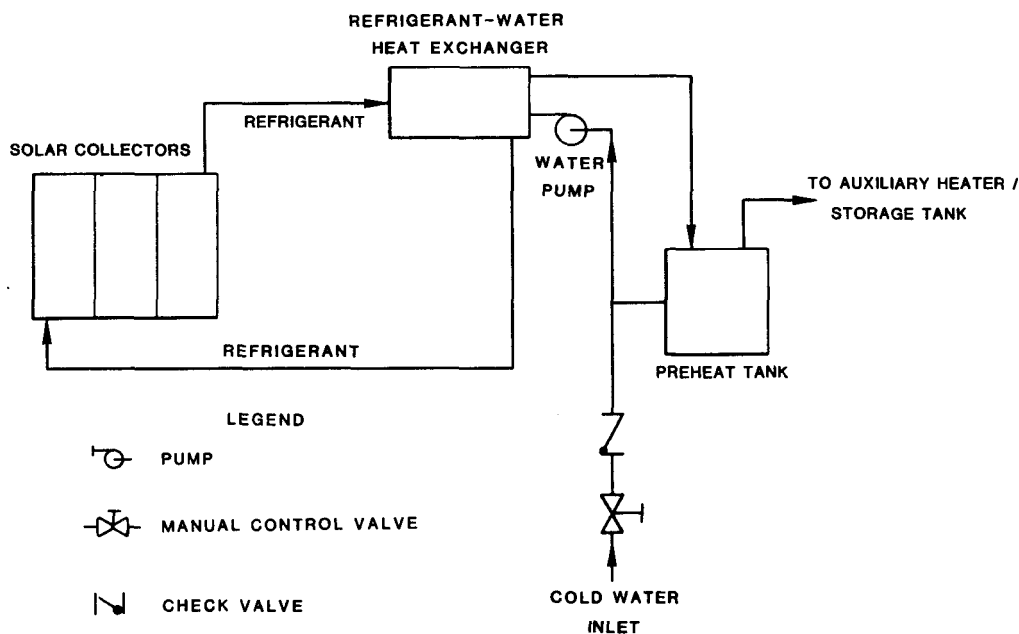 REFRIGERANT-WATER
HEAT EXCHANGER
REFRIGERANT
SOLAR COLLECTORS
WATER
PUMP
TO AUXILIARY HEATER /
STORAGE TANK
REFRIGERANT
PREHEAT TANK
LEGEND
PUMP
MANUAL CONTROL VALVE
CHECK VALVE
COLD WATER
INLET